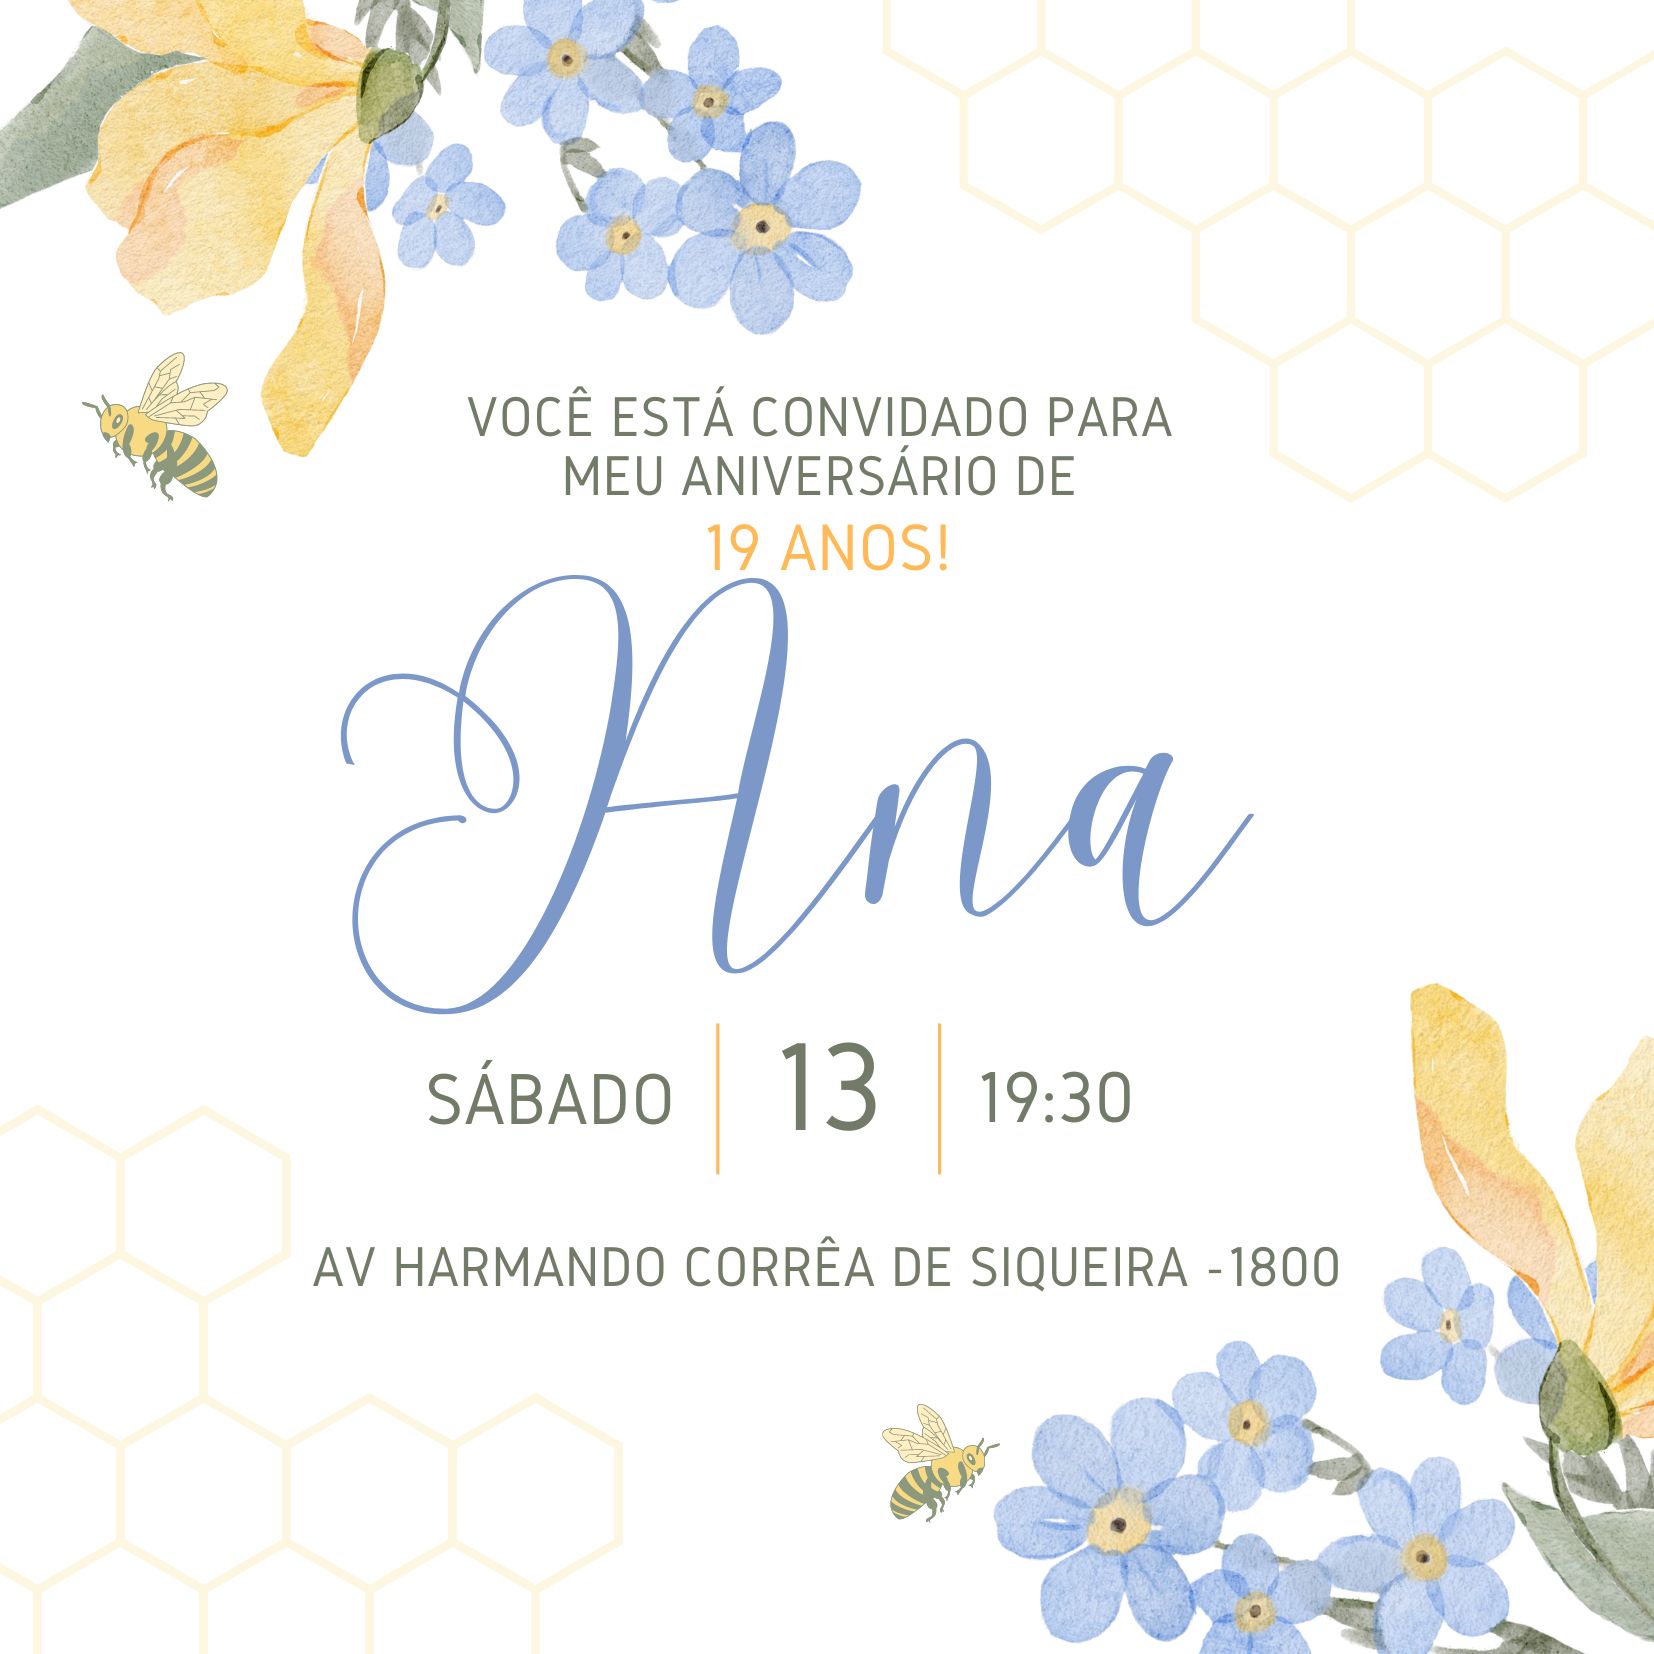 VOCÊ ESTÁ CONVIDADO PARA
MEU ANIVERSÁRIO DE
19 ANOS!
Ana
SÁBADO 13 19:30
AV HARMANDO CORRÊA DE SIQUEIRA -1800